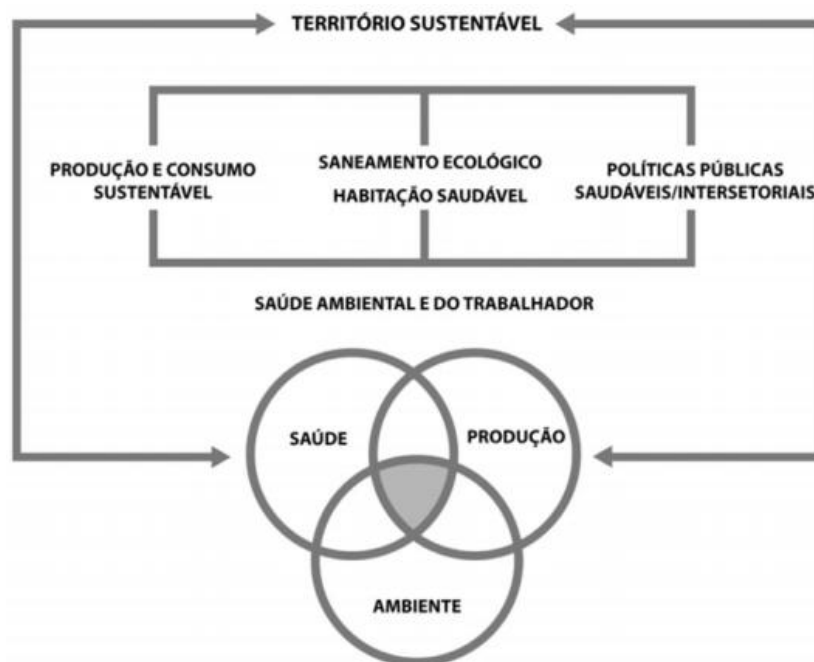 TERRITÓRIO SUSTENTÁVEL
PRODUÇÃO E CONSUMO
SUSTENTÁVEL
SANEAMENTO ECOLÓGICO
HABITAÇÃO SAUDÁVEL
POLÍTICAS PÚBLICAS
SAUDÁVEIS/INTERSETORIAIS
SAÚDE AMBIENTAL E DO TRABALHADOR
SAÚDE
PRODUÇÃO
AMBIENTE